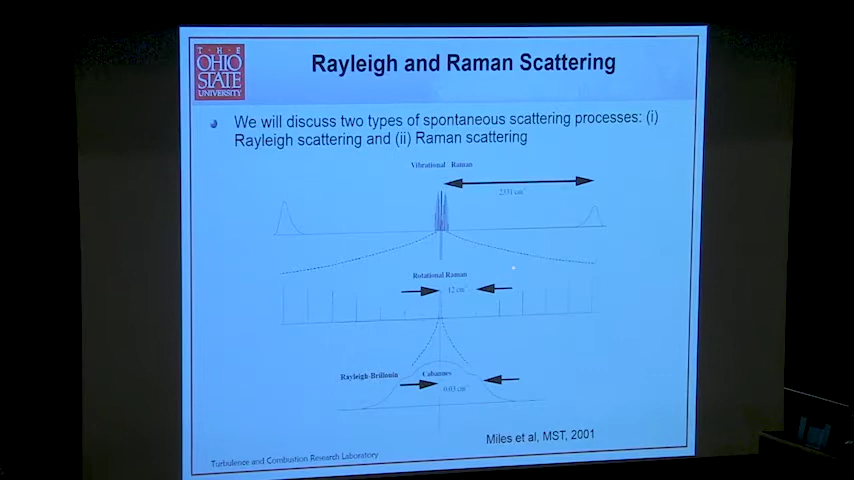 T · H · E
OHIO
STATE
UNIVERSITY
Rayleigh and Raman Scattering
We will discuss two types of spontaneous scattering processes: (i)
Rayleigh scattering and (ii) Raman scattering
Vibrational Raman
2331 cm⁻¹
Rotational Raman
12 cm⁻¹
Rayleigh-Brillouin
Cabannes
0.03 cm⁻¹
Miles et al, MST, 2001
Turbulence and Combustion Research Laboratory